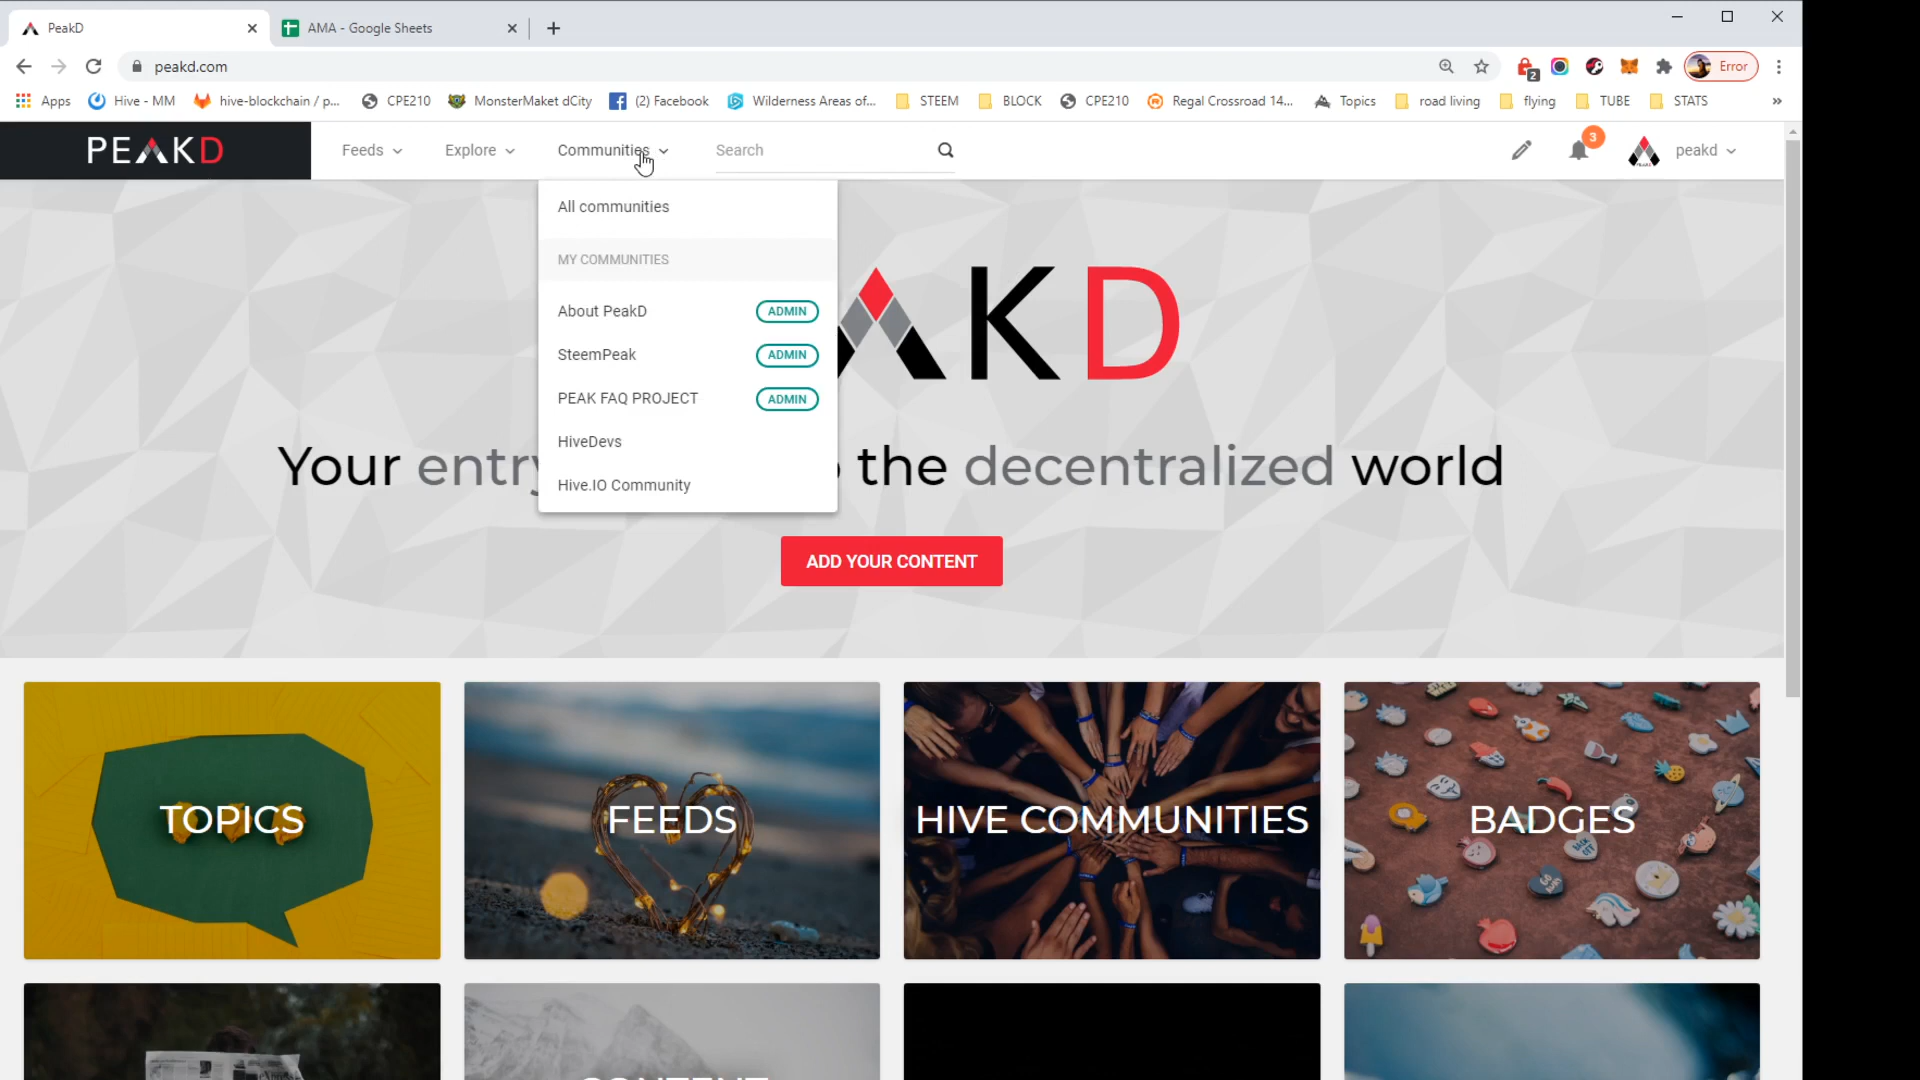 PeakD
AMA - Google Sheets
peakd.com
2
Error
Apps
Hive - MM
hive-blockchain / p...
CPE210
MonsterMaket dCity
(2) Facebook
Wilderness Areas of...
STEEM
BLOCK
CPE210
Regal Crossroad 14...
Topics
road living
flying
TUBE
STATS
»
PEAKD
Feeds
Explore
Communities
Search
3
peakd
All communities
MY COMMUNITIES
About PeakD ADMIN
SteemPeak ADMIN
PEAK FAQ PROJECT ADMIN
HiveDevs
Hive.IO Community
AKD
Your entry the decentralized world
ADD YOUR CONTENT
TOPICS
FEEDS
HIVE COMMUNITIES
BADGES
CONTENT